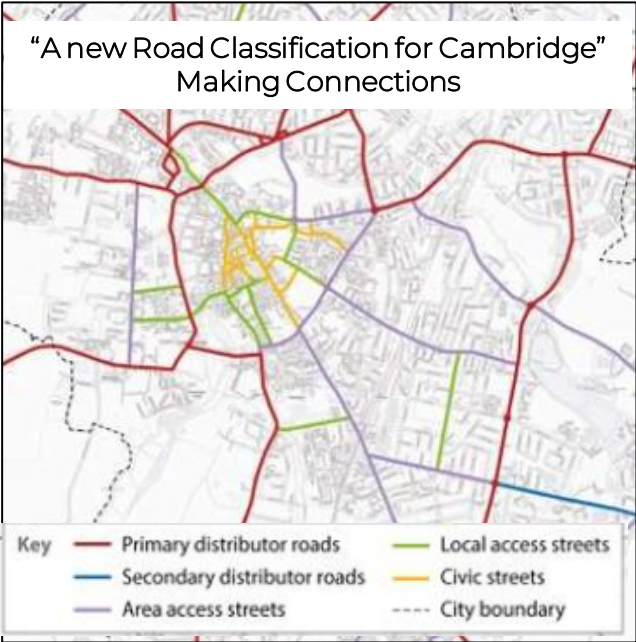 “A new Road Classification for Cambridge”
Making Connections
Key
Primary distributor roads
Secondary distributor roads
Area access streets
Local access streets
Civic streets
City boundary